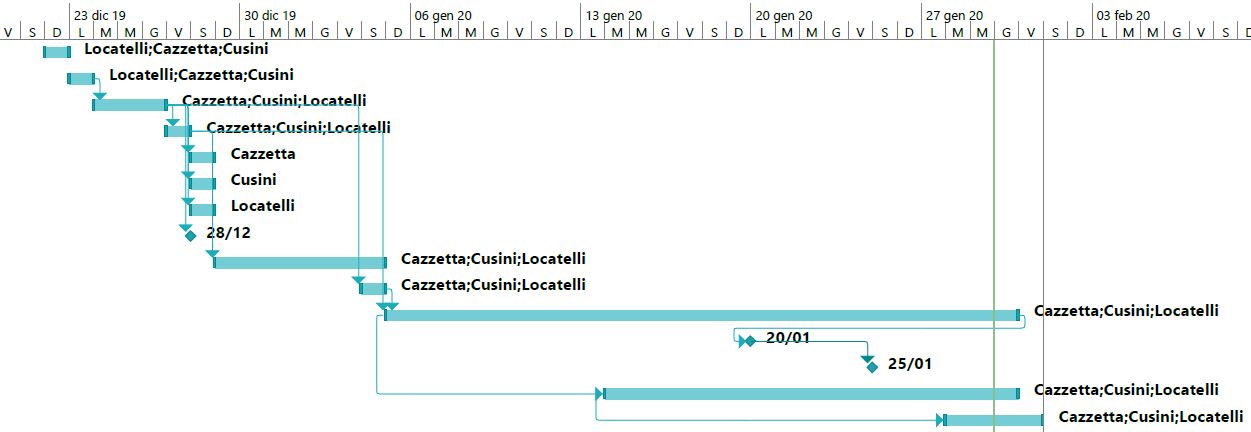 23 dic 19 30 dic 19 06 gen 20 13 gen 20 20 gen 20 27 gen 20 03 feb 20
V S D L M M G V S D L M M G V S D L M M G V S D L M M G V S D L M M G V S D L M M G V S D L M M G V S D
Locatelli;Cazzetta;Cusini
Locatelli;Cazzetta;Cusini
Cazzetta;Cusini;Locatelli
Cazzetta;Cusini;Locatelli
Cazzetta
Cusini
Locatelli
28/12
Cazzetta;Cusini;Locatelli
Cazzetta;Cusini;Locatelli
Cazzetta;Cusini;Locatelli
20/01
25/01
Cazzetta;Cusini;Locatelli
Cazzetta;Cusini;Locatelli